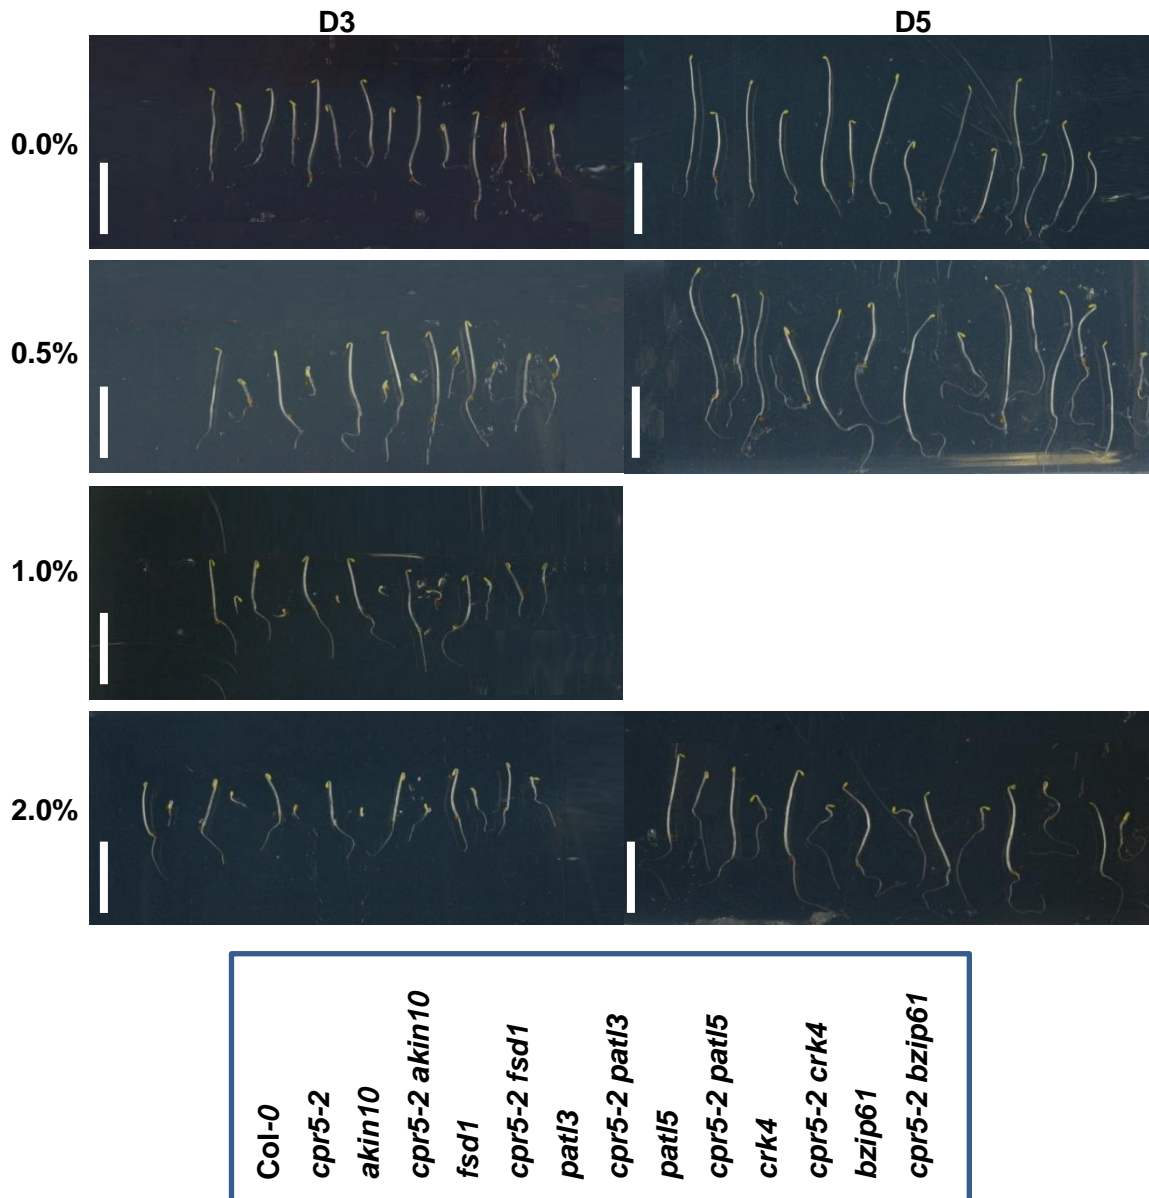 D3
D5
0.0%
0.5%
1.0%
2.0%
Col-0
cpr5-2
akin10
cpr5-2 akin10
fsd1
cpr5-2 fsd1
patl3
cpr5-2 patl3
patl5
cpr5-2 patl5
crk4
cpr5-2 crk4
bzip61
cpr5-2 bzip61